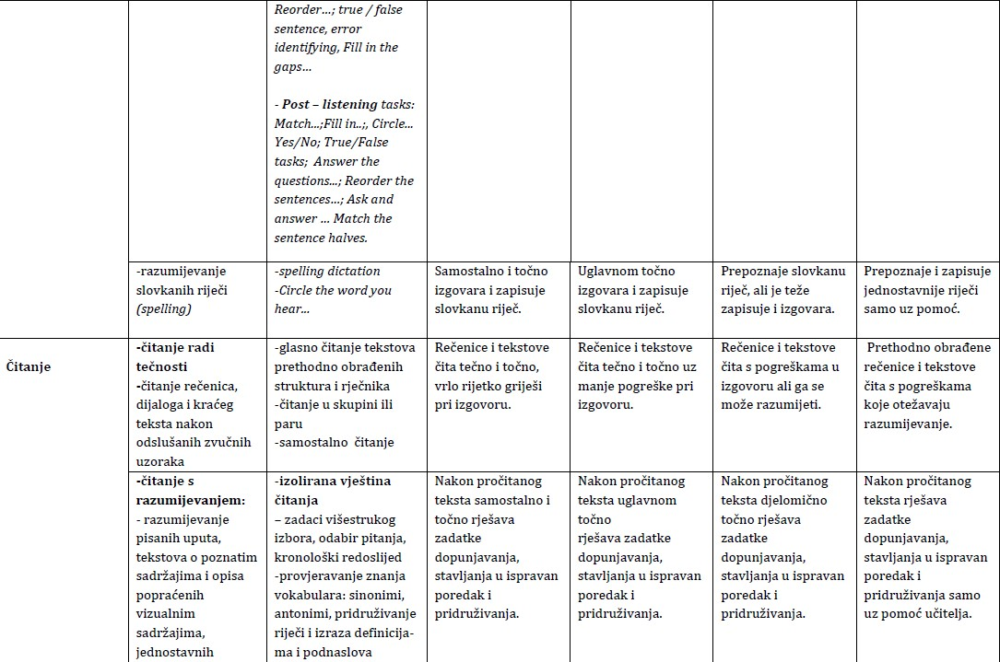 Reorder…; true / false
sentence, error
identifying, Fill in the
gaps…
- Post – listening tasks:
Match...;Fill in..;, Circle...
Yes/No; True/False
tasks; Answer the
questions...; Reorder the
sentences…; Ask and
answer … Match the
sentence halves.
-razumijevanje
slovkanih riječi
(spelling)
-spelling dictation
-Circle the word you
hear…
Samostalno i točno
izgovara i zapisuje
slovkanu riječ.
Uglavnom točno
izgovara i zapisuje
slovkanu riječ.
Prepoznaje slovkanu
riječ, ali je teže
zapisuje i izgovara.
Prepoznaje i zapisuje
jednostavnije riječi
samo uz pomoć.
Čitanje
-čitanje radi
tečnosti
-čitanje rečenica,
dijaloga i kraćeg
teksta nakon
odslušanih zvučnih
uzoraka
-glasno čitanje tekstova
prethodno obrađenih
struktura i rječnika
-čitanje u skupini ili
paru
-samostalno čitanje
Rečenice i tekstove
čita tečno i točno,
vrlo rijetko griješi
pri izgovoru.
Rečenice i tekstove
čita tečno i točno uz
manje pogreške pri
izgovoru.
Rečenice i tekstove
čita s pogreškama u
izgovoru ali ga se
može razumijeti.
Prethodno obrađene
rečenice i tekstove
čita s pogreškama
koje otežavaju
razumijevanje.
-čitanje s
razumijevanjem:
- razumijevanje
pisanih uputa,
tekstova o poznatim
sadržajima i opisa
popraćenih
vizualnim
sadržajima,
jednostavnih
-izolirana vještina
čitanja
– zadaci višestrukog
izbora, odabir pitanja,
kronološki redoslijed
-provjeravanje znanja
vokabulara: sinonimi,
antonimi, pridruživanje
riječi i izraza definicija-
ma i podnaslova
Nakon pročitanog
teksta samostalno i
točno rješava
zadatke
dopunjavanja,
stavljanja u ispravan
poredak i
pridruživanja.
Nakon pročitanog
teksta uglavnom
točno
rješava zadatke
dopunjavanja,
stavljanja u ispravan
poredak i
pridruživanja.
Nakon pročitanog
teksta djelomično
točno rješava
zadatke
dopunjavanja,
stavljanja u ispravan
poredak i
pridruživanja.
Nakon pročitanog
teksta rješava
zadatke
dopunjavanja,
stavljanja u ispravan
poredak i
pridruživanja samo
uz pomoć učitelja.